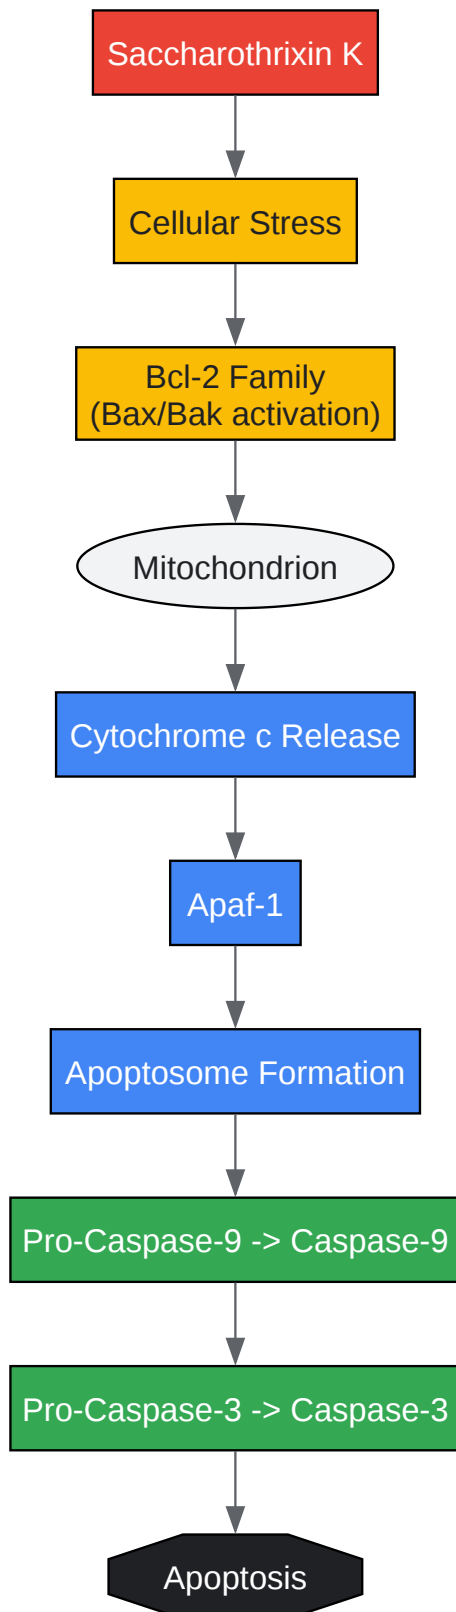 Saccharothrixin K
Cellular Stress
Bcl-2 Family
(Bax/Bak activation)
Mitochondrion
Cytochrome c Release
Apaf-1
Apoptosome Formation
Pro-Caspase-9 -> Caspase-9
Pro-Caspase-3 -> Caspase-3
Apoptosis